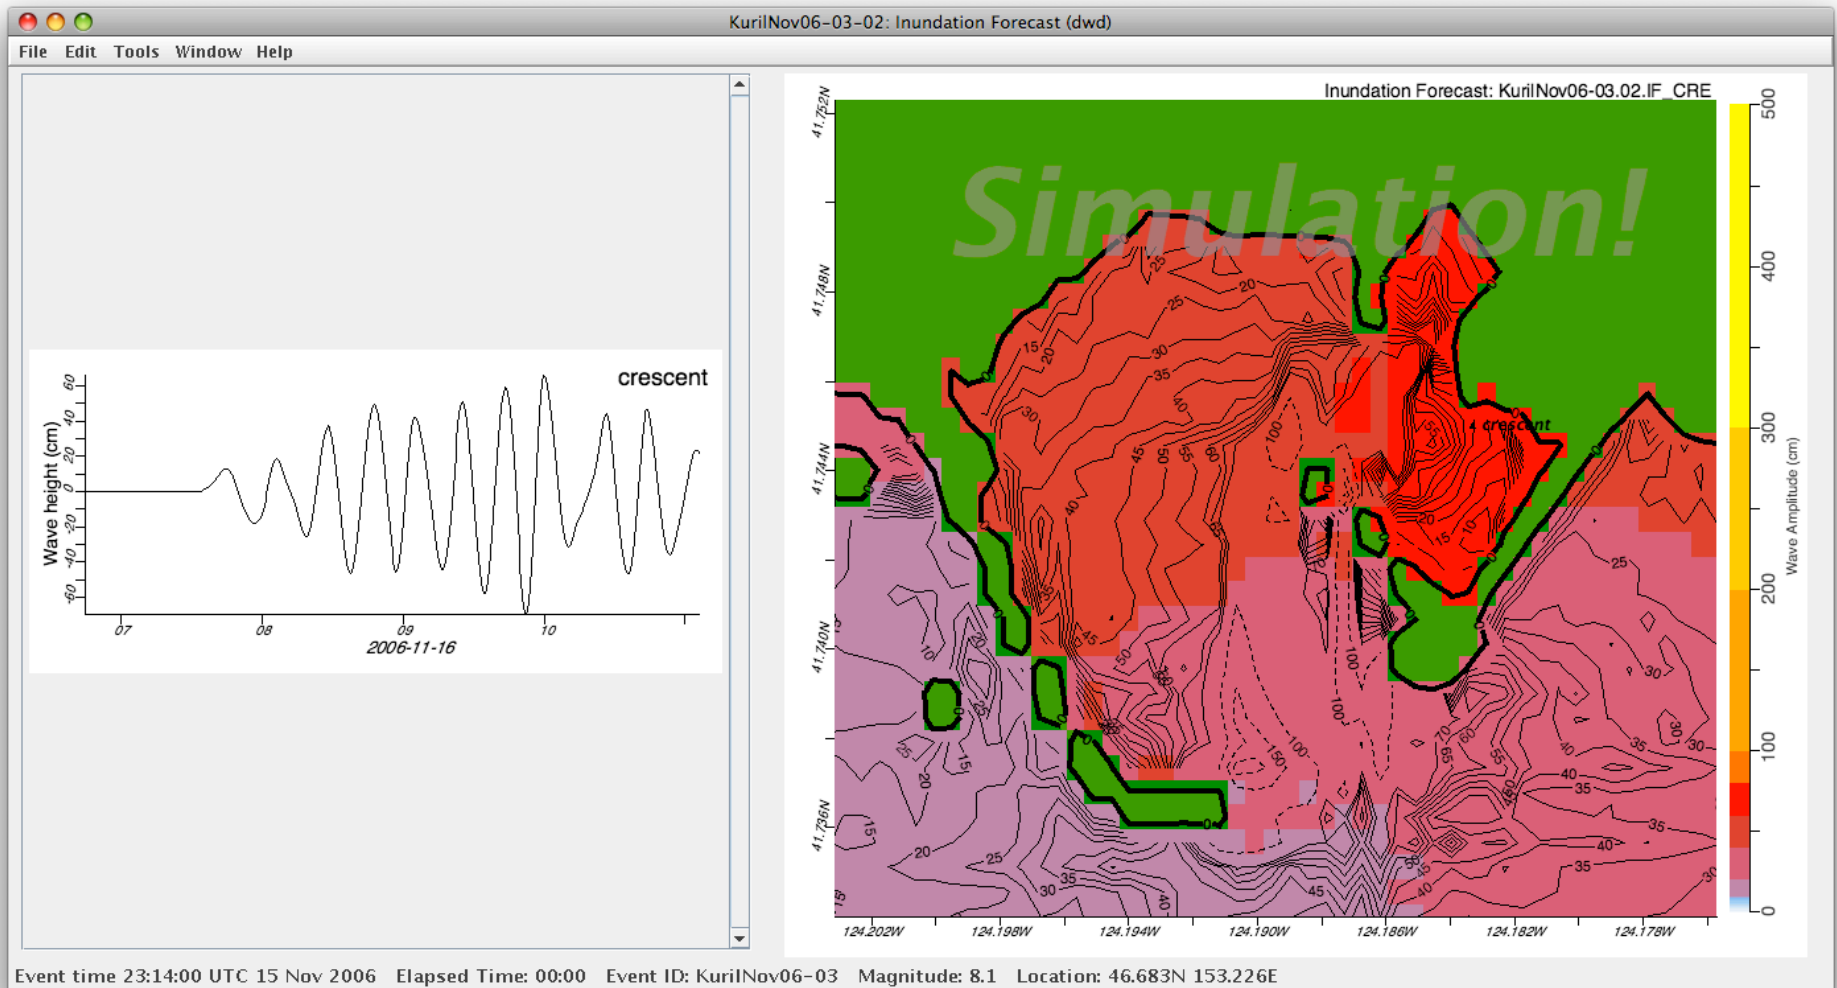 KurilNov06-03-02: Inundation Forecast (dwd)
File Edit Tools Window Help
crescent
Wave height (cm)
60
40
20
0
-20
-40
-60
07 08 09 10
2006-11-16
Inundation Forecast: KurilNov06-03.02.IF_CRE
Simulation!
41.752N
41.748N
41.744N
41.740N
41.736N
124.202W 124.198W 124.194W 124.190W 124.186W 124.182W 124.178W
crescent
500
400
300
200
100
0
Wave Amplitude (cm)
Event time 23:14:00 UTC 15 Nov 2006 Elapsed Time: 00:00 Event ID: KurilNov06-03 Magnitude: 8.1 Location: 46.683N 153.226E